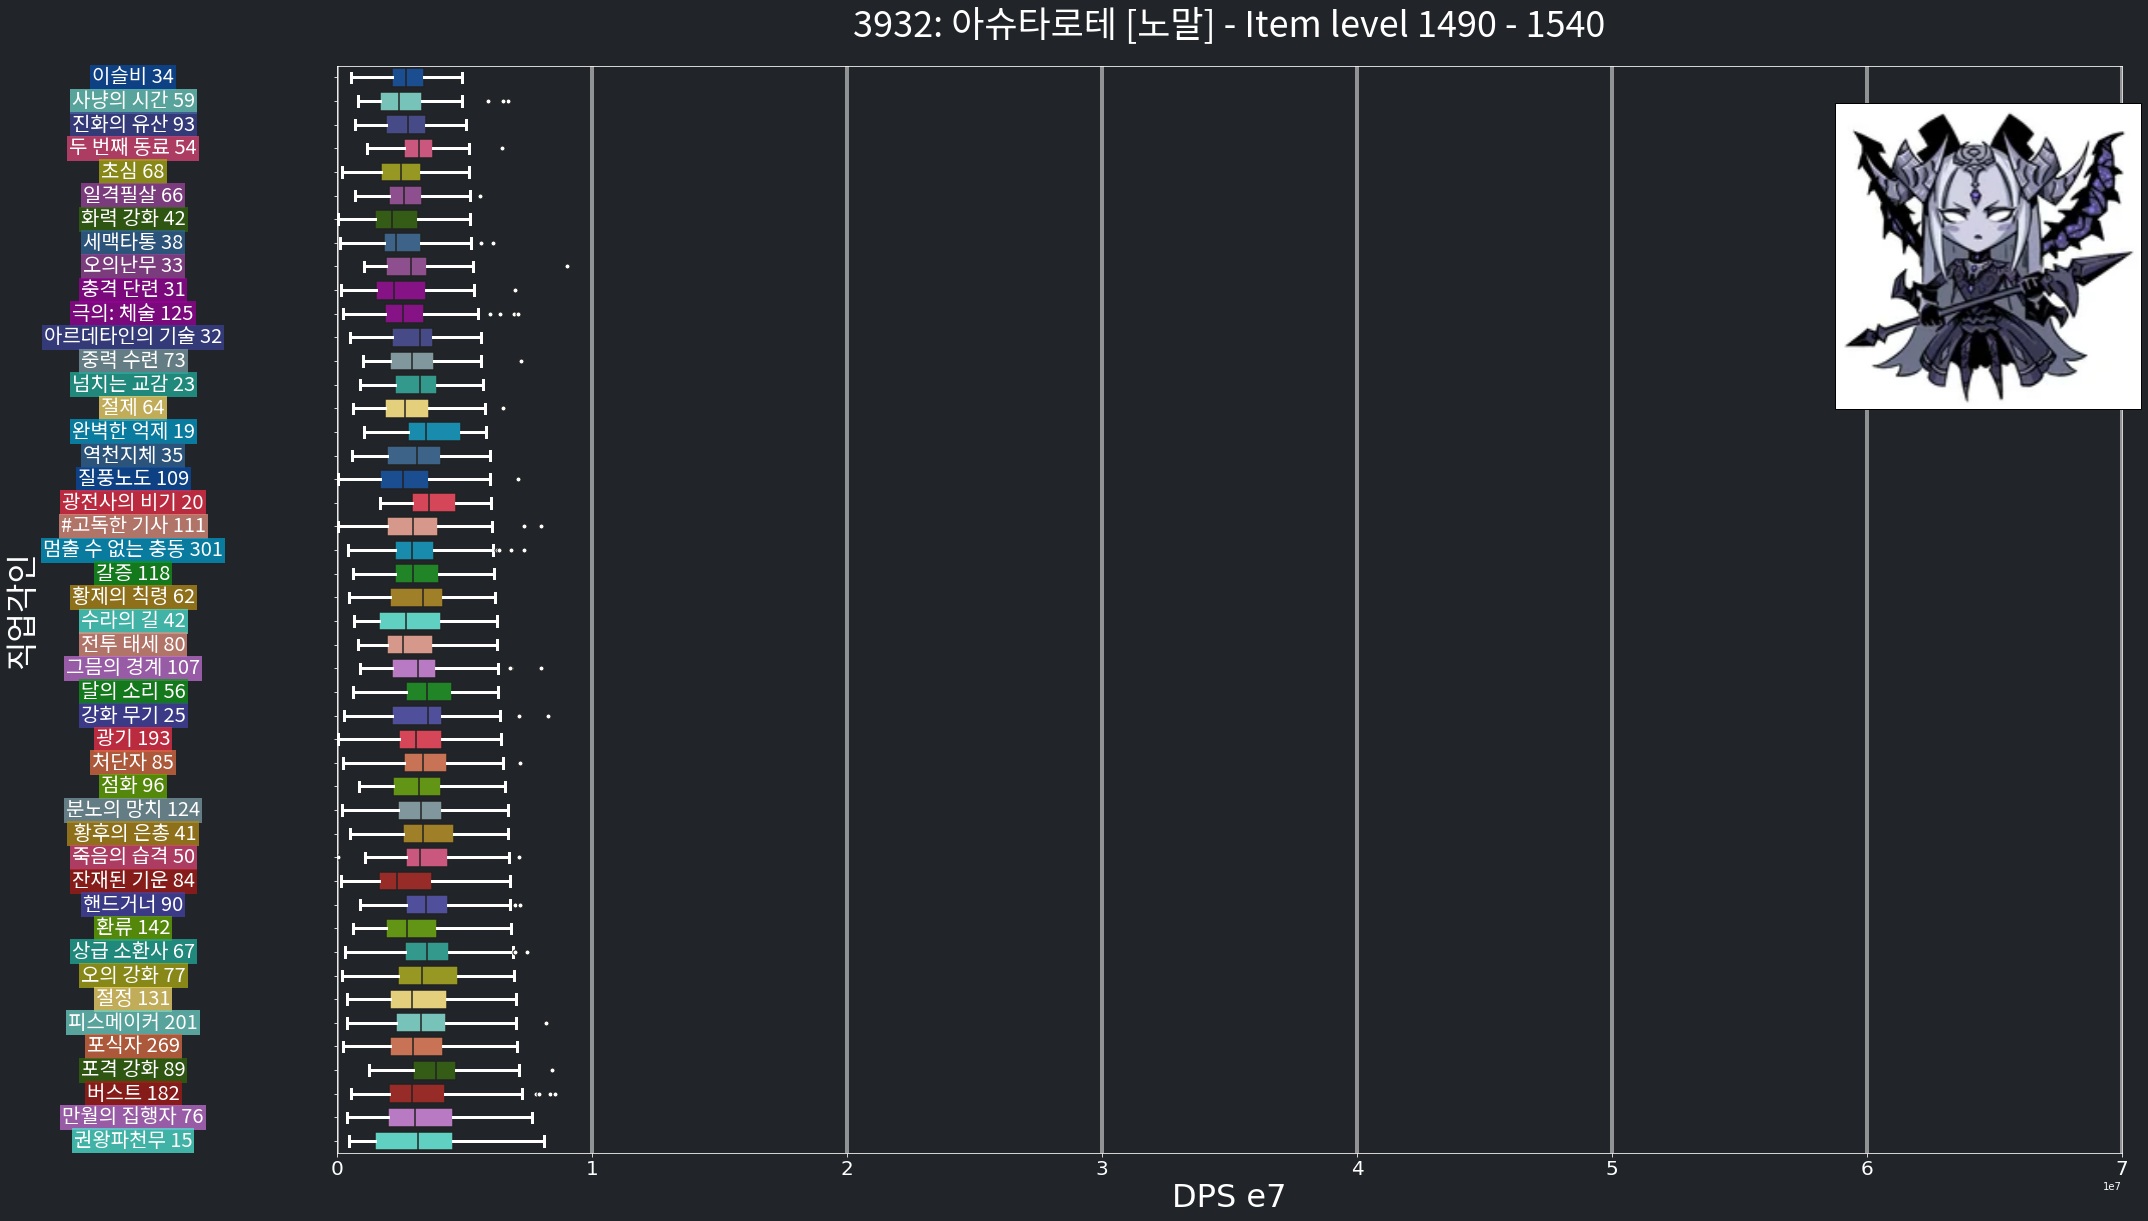 3932: 아슈타로테 [노말] - Item level 1490 - 1540
이슬비 34
사냥의 시간 59
진화의 유산 93
두 번째 동료 54
초심 68
일격필살 66
화력 강화 42
세맥타통 38
오의난무 33
충격 단련 31
극의: 체술 125
아르데타인의 기술 32
중력 수련 73
넘치는 교감 23
절제 64
완벽한 억제 19
역천지체 35
질풍노도 109
광전사의 비기 20
#고독한 기사 111
멈출 수 없는 충동 301
갈증 118
황제의 칙령 62
수라의 길 42
전투 태세 80
그믐의 경계 107
달의 소리 56
강화 무기 25
광기 193
처단자 85
점화 96
분노의 망치 124
황후의 은총 41
죽음의 습격 50
잔재된 기운 84
핸드거너 90
환류 142
상급 소환사 67
오의 강화 77
절정 131
피스메이커 201
포식자 269
포격 강화 89
버스트 182
만월의 집행자 76
권왕파천무 15
직업각인
0 1 2 3 4 5 6 7
1e7
DPS e7